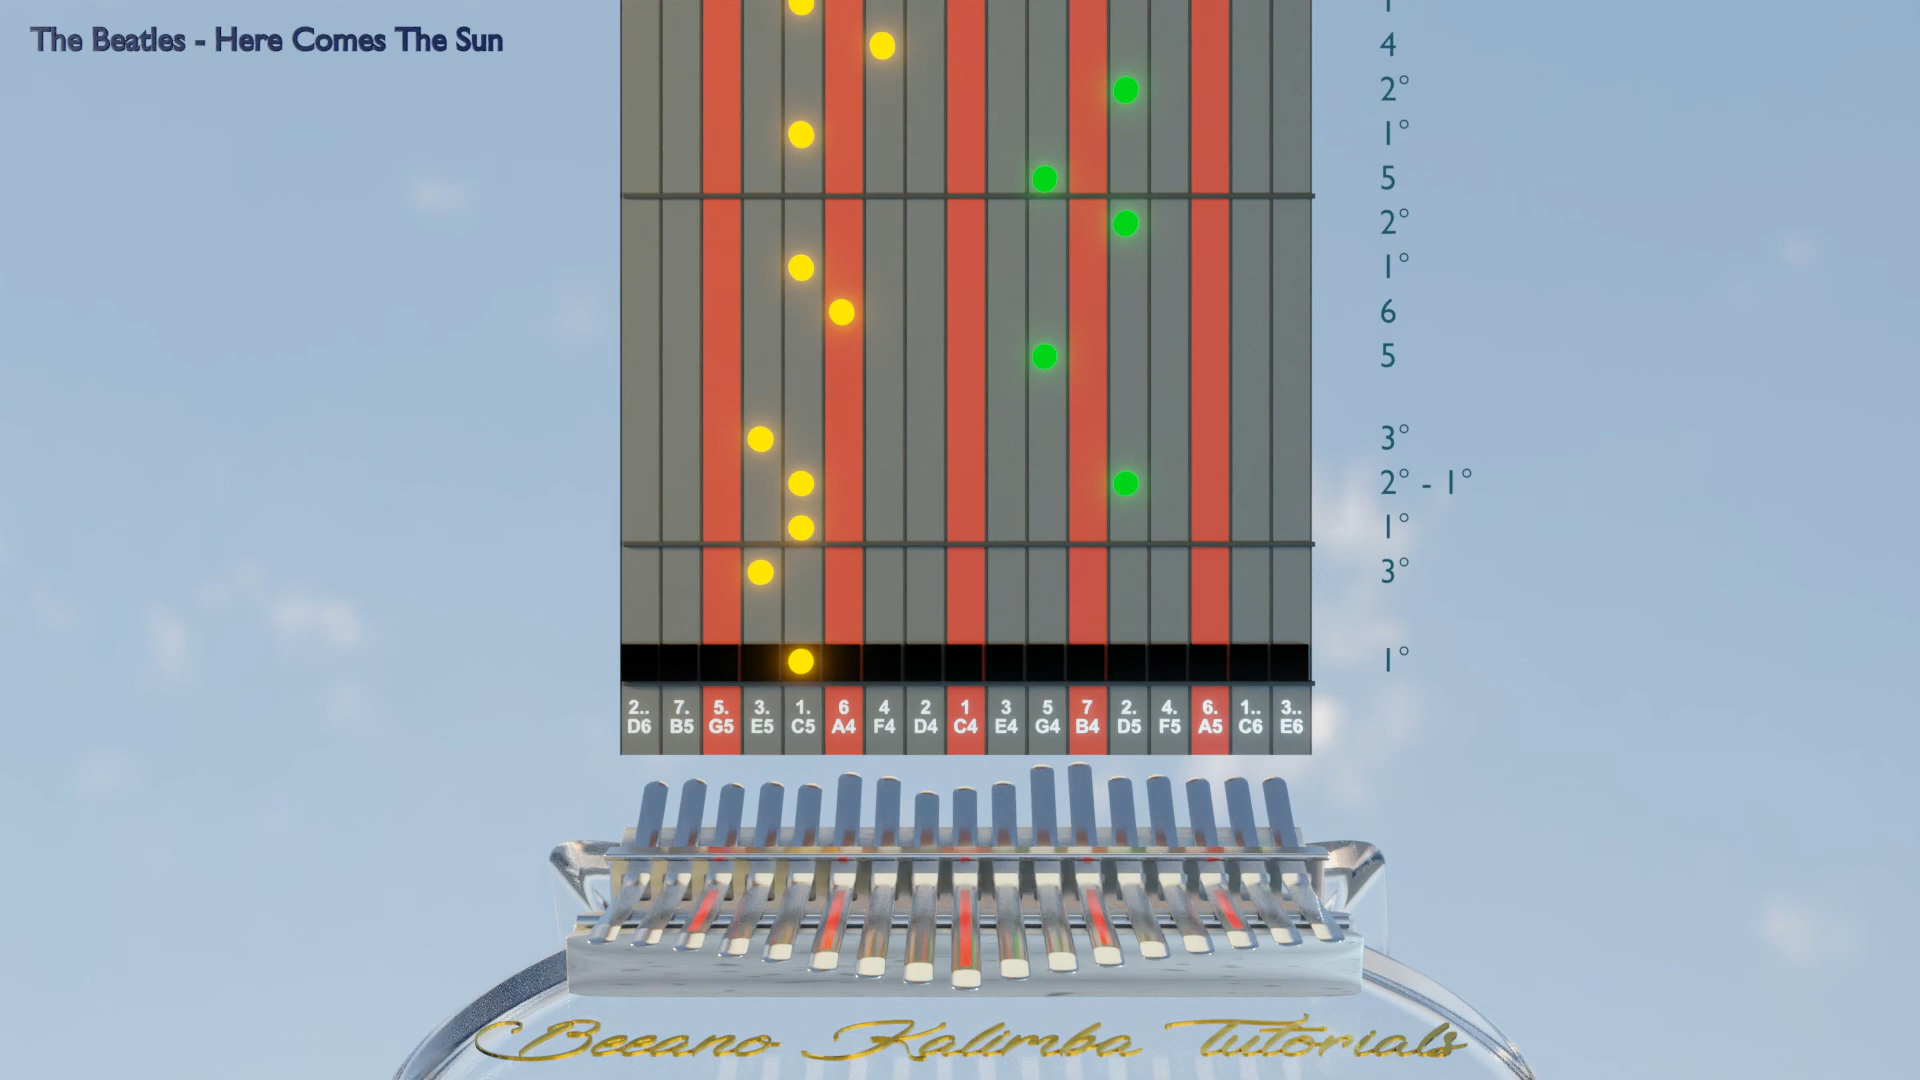 The Beatles - Here Comes The Sun
4
2°
1°
5
2°
1°
6
5
3°
2° - 1°
1°
3°
1°
2.. 7. 5. 3. 1. 6 4 2 1 3 5 7 2. 4. 6. 1.. 3..
D6 B5 G5 E5 C5 A4 F4 D4 C4 E4 G4 B4 D5 F5 A5 C6 E6
Beeano Kalimba Tutorials